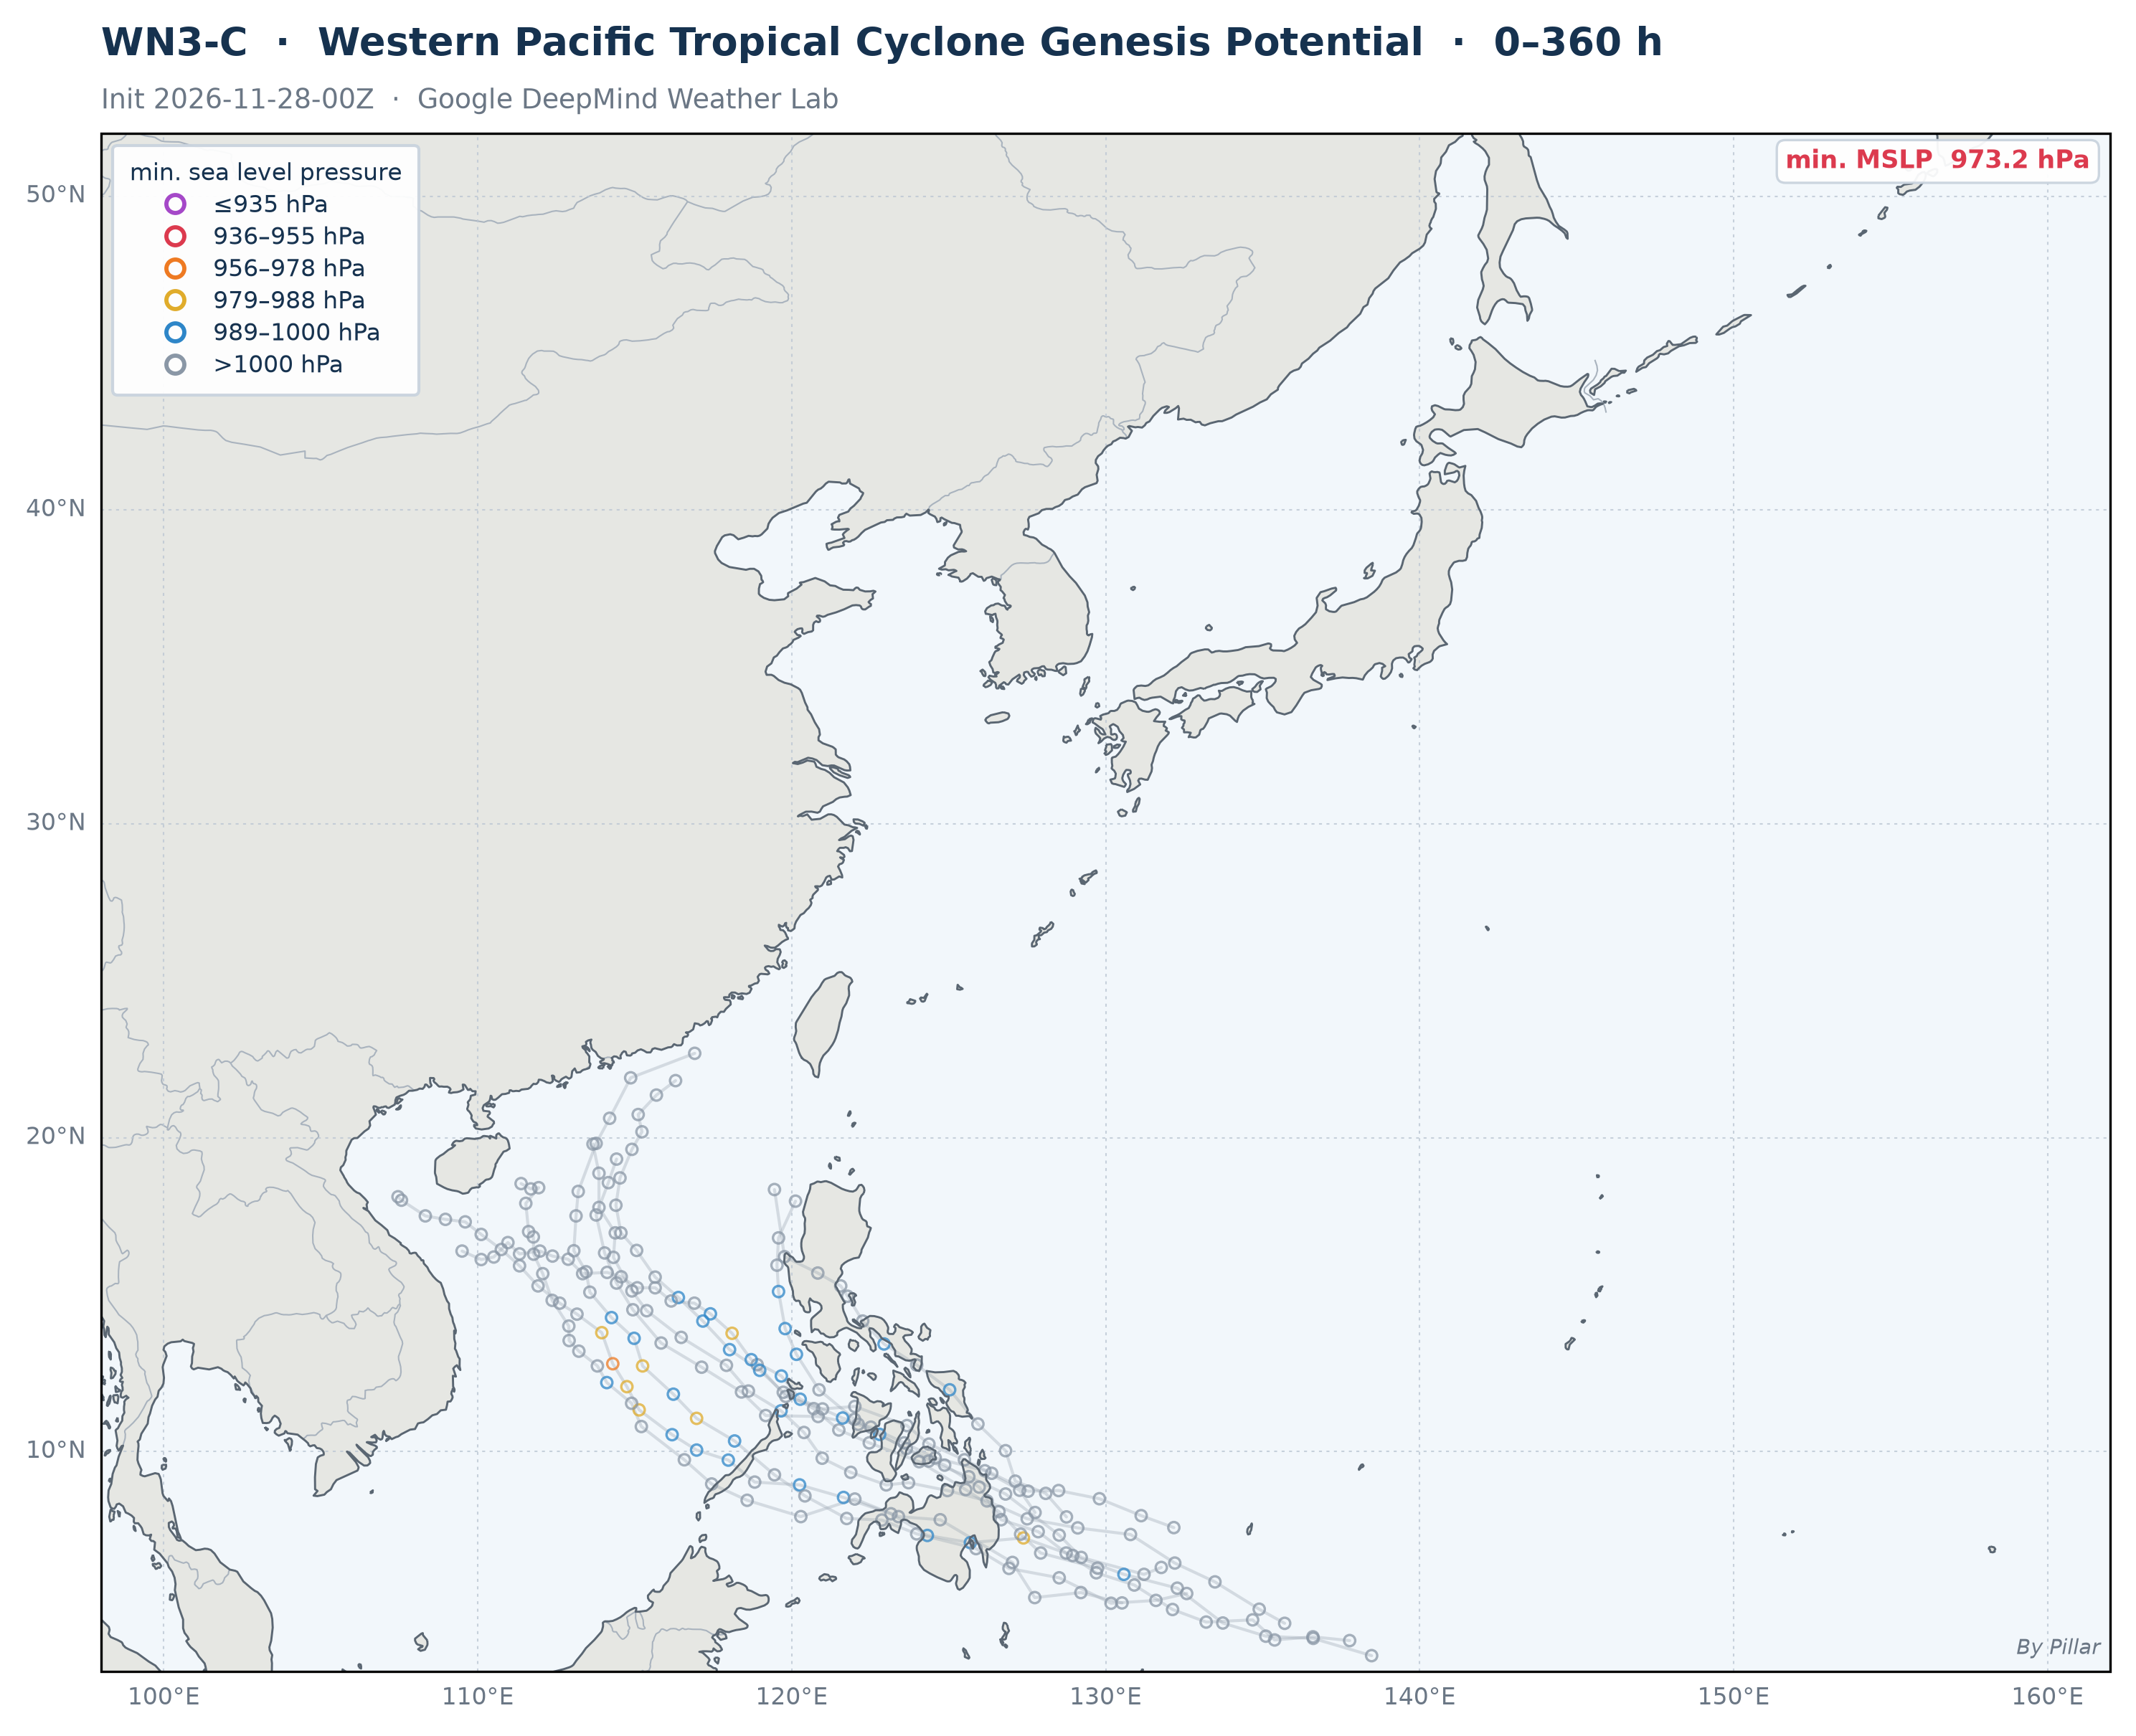 WN3-C · Western Pacific Tropical Cyclone Genesis Potential · 0–360 h
Init 2026-11-28-00Z · Google DeepMind Weather Lab
min. sea level pressure
≤935 hPa
936–955 hPa
956–978 hPa
979–988 hPa
989–1000 hPa
>1000 hPa
min. MSLP 973.2 hPa
50°N
40°N
30°N
20°N
10°N
By Pillar
100°E 110°E 120°E 130°E 140°E 150°E 160°E